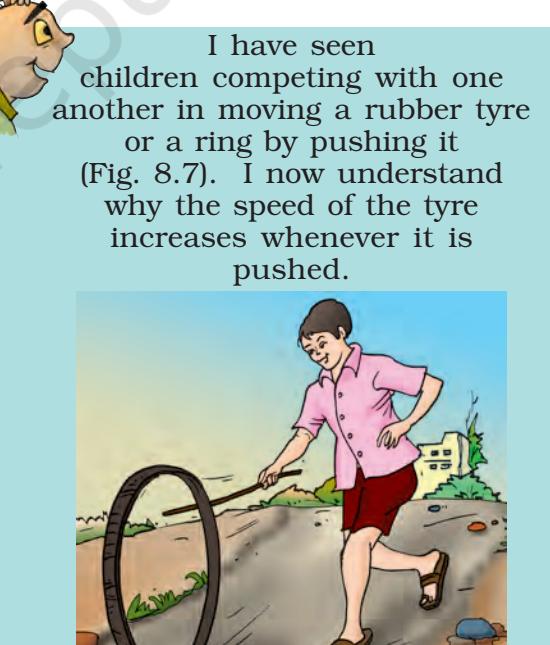 I have seen
children competing with one
another in moving a rubber tyre
or a ring by pushing it
(Fig. 8.7). I now understand
why the speed of the tyre
increases whenever it is
pushed.